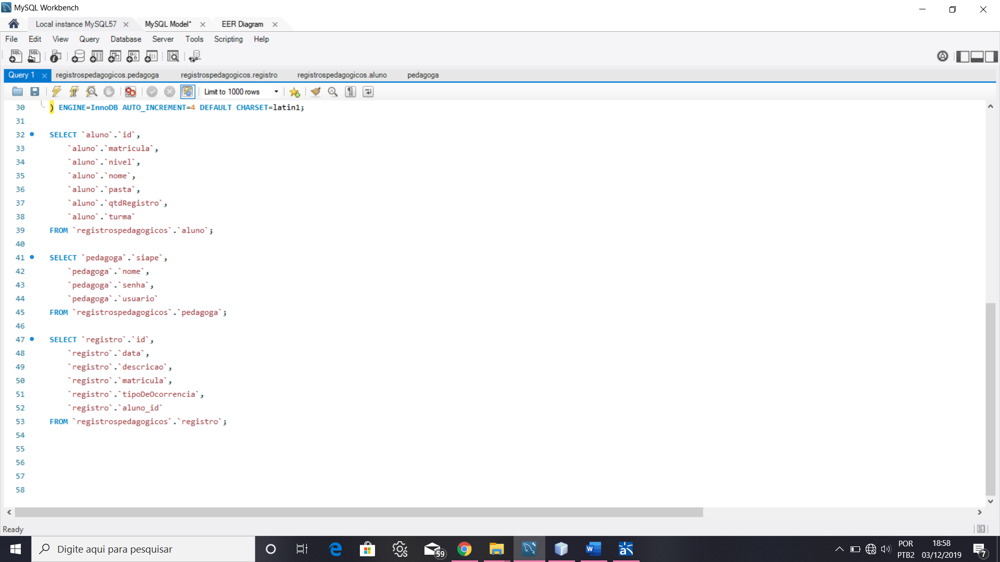 MySQL Workbench
Local instance MySQL57
MySQL Model*
EER Diagram
File Edit View Query Database Server Tools Scripting Help
Query 1
registrospedagogicos.pedagoga
registrospedagogicos.registro
registrospedagogicos.aluno
pedagoga
Limit to 1000 rows
30 ) ENGINE=InnoDB AUTO_INCREMENT=4 DEFAULT CHARSET=latin1;
31
32 SELECT `aluno`.`id`,
33 `aluno`.`matricula`,
34 `aluno`.`nivel`,
35 `aluno`.`nome`,
36 `aluno`.`pasta`,
37 `aluno`.`qtdRegistro`,
38 `aluno`.`turma`
39 FROM `registrospedagogicos`.`aluno`;
40
41 SELECT `pedagoga`.`siape`,
42 `pedagoga`.`nome`,
43 `pedagoga`.`senha`,
44 `pedagoga`.`usuario`
45 FROM `registrospedagogicos`.`pedagoga`;
46
47 SELECT `registro`.`id`,
48 `registro`.`data`,
49 `registro`.`descricao`,
50 `registro`.`matricula`,
51 `registro`.`tipoDeOcorrencia`,
52 `registro`.`aluno_id`
53 FROM `registrospedagogicos`.`registro`;
54
55
56
57
58
Ready
Digite aqui para pesquisar
59
POR
PTB2
18:58
03/12/2019
7